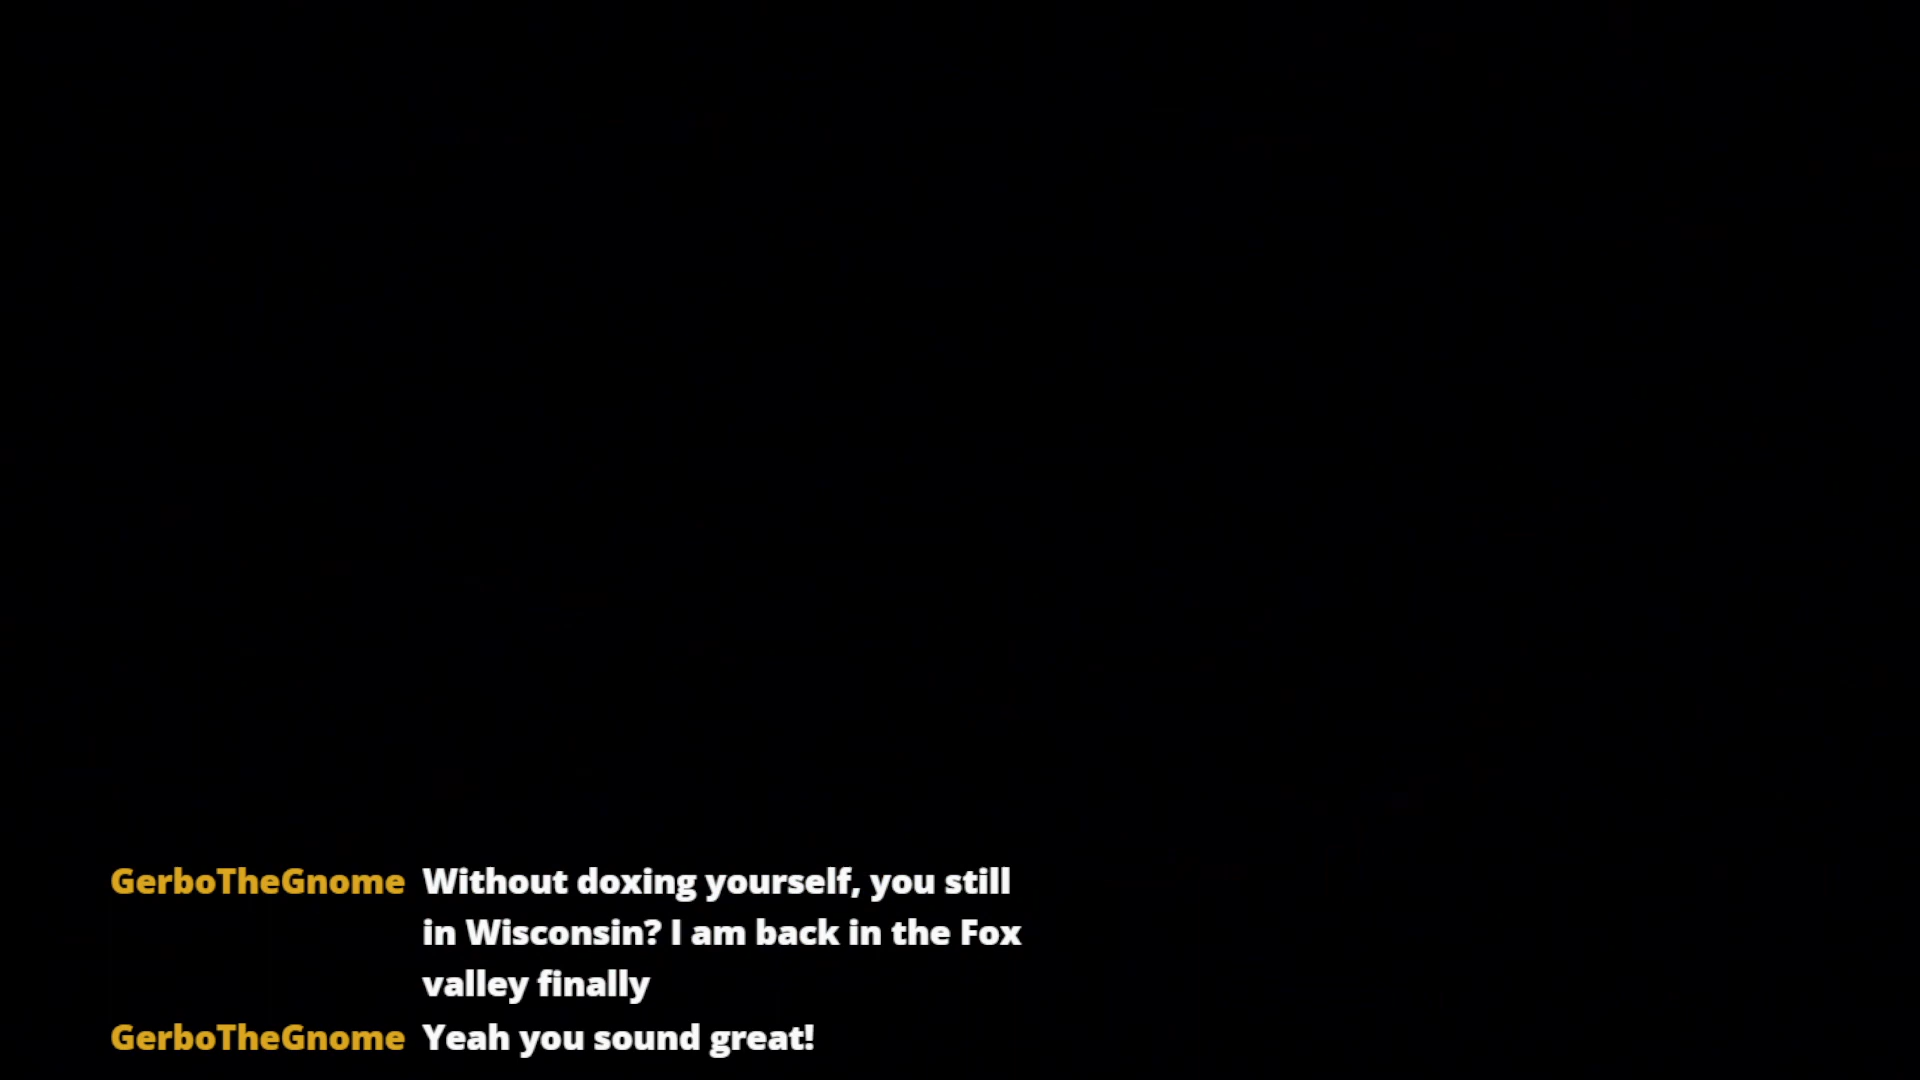 GerboTheGnome Without doxing yourself, you still
in Wisconsin? I am back in the Fox
valley finally
GerboTheGnome Yeah you sound great!